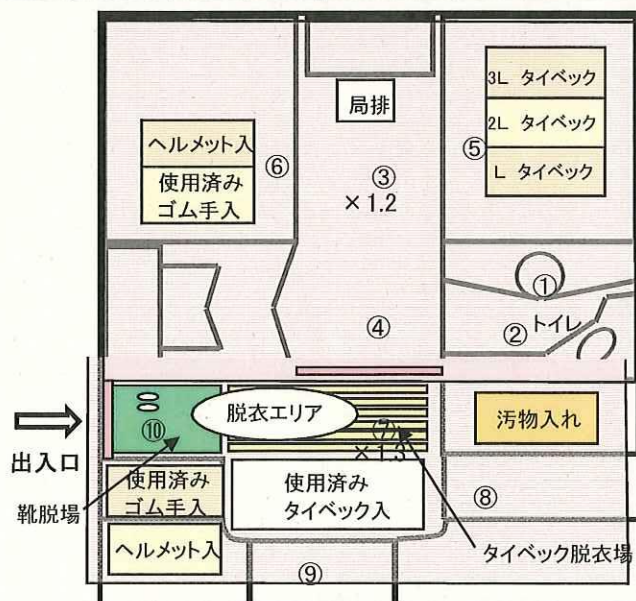 局排
3L タイベック
2L タイベック
L タイベック
⑤
ヘルメット入
使用済み
ゴム手入
⑥
③
×1.2
①
④
②
トイレ
脱衣エリア
⑩
⑦
×1.3
汚物入れ
出入口
靴脱場
使用済み
ゴム手入
使用済み
タイベック入
⑧
ヘルメット入
⑨
タイベック脱衣場